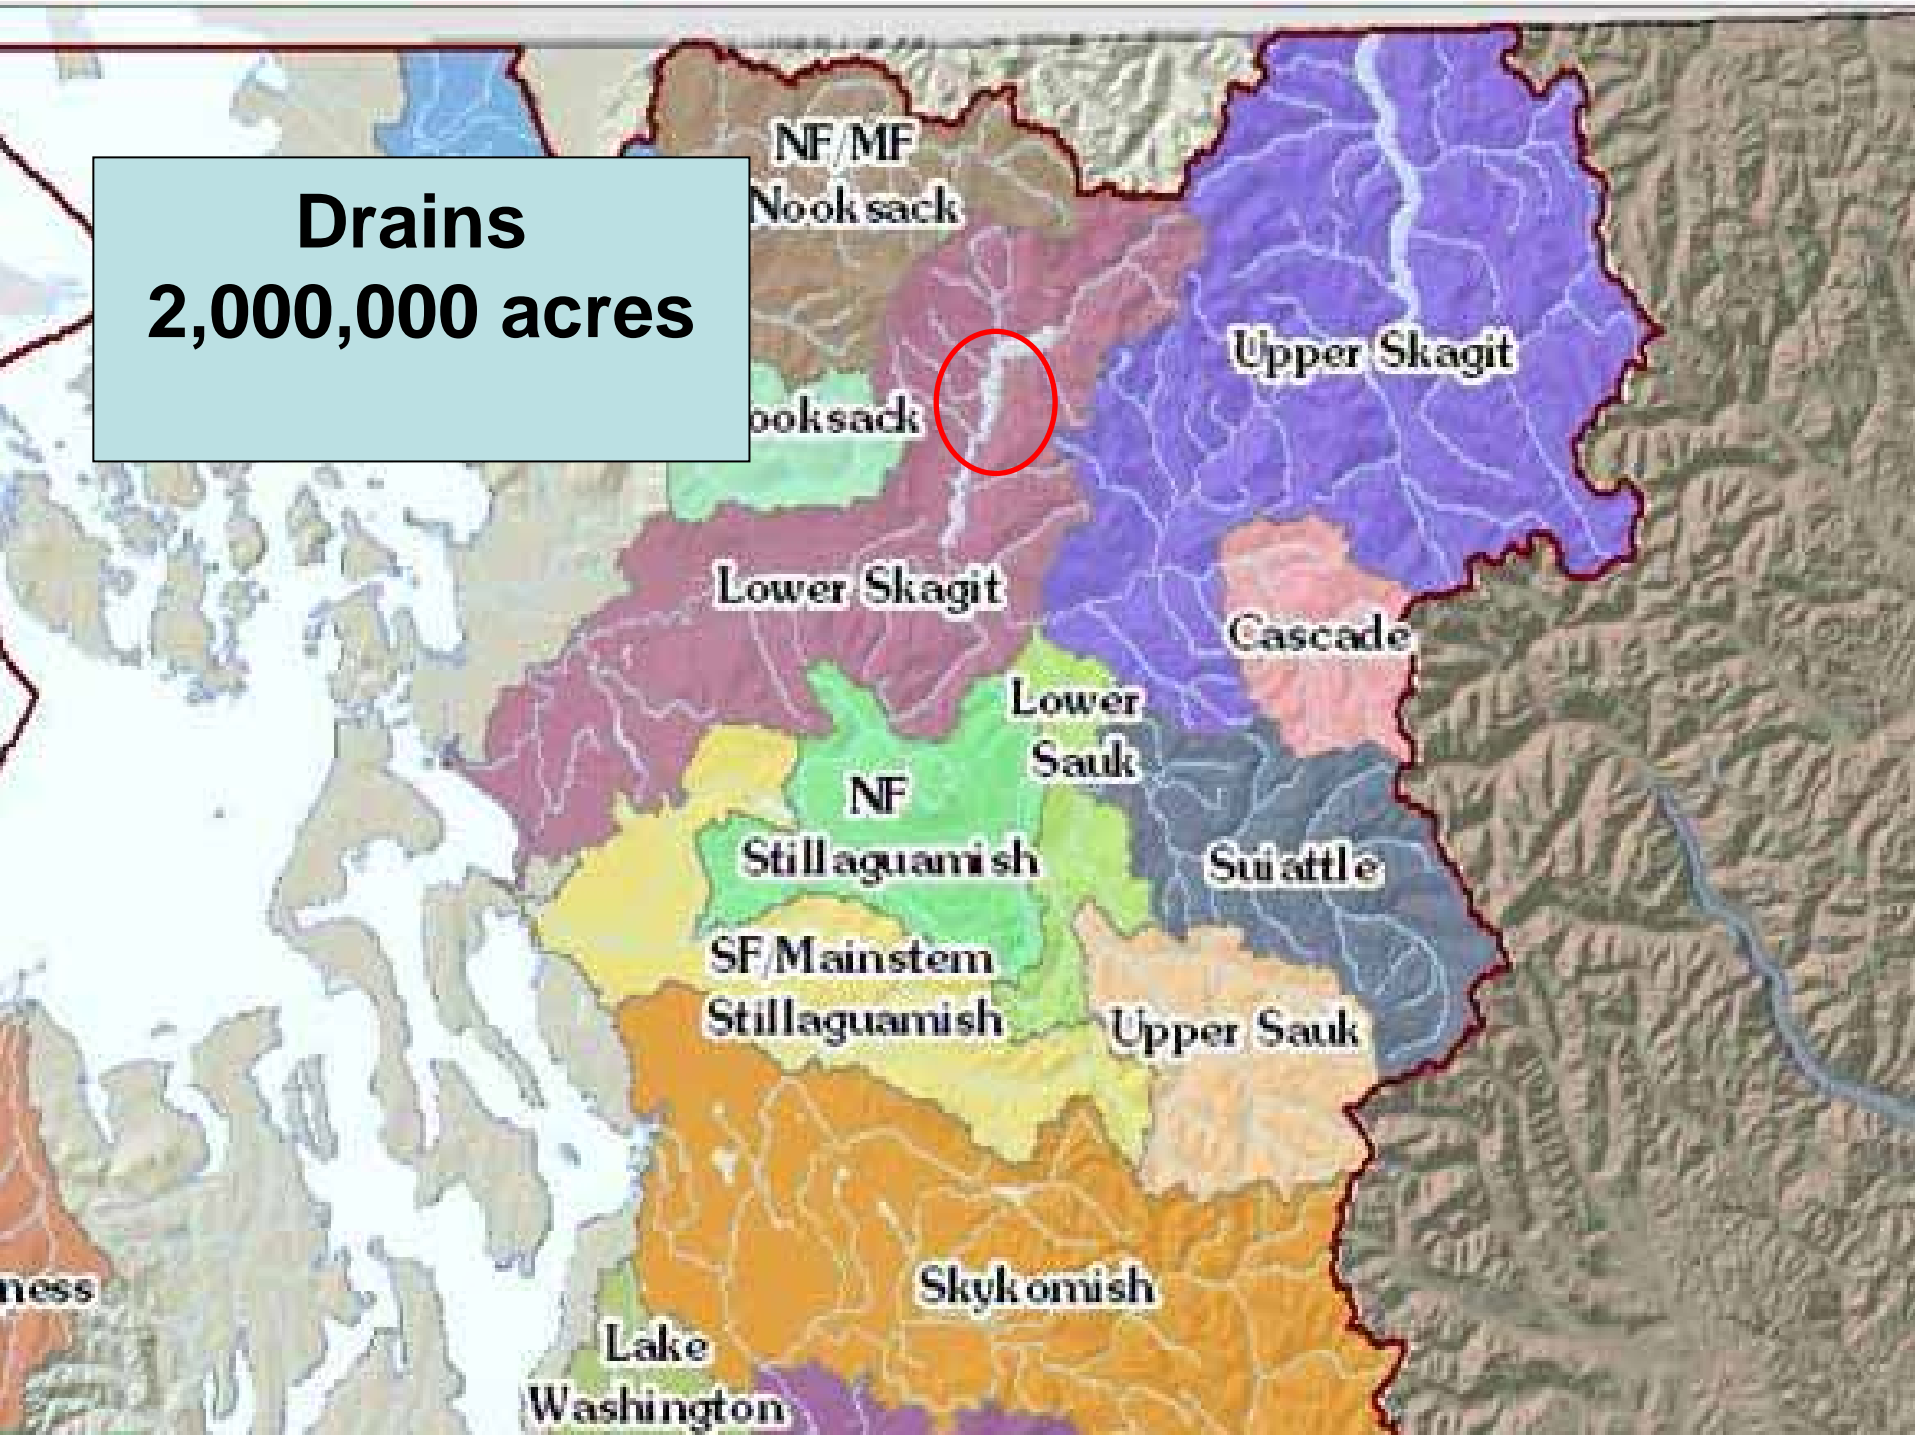 Drains
2,000,000 acres
NF/MF
Nooksack
ooksack
Upper Skagit
Lower Skagit
Cascade
Lower
Sauk
NF
Stillaguamish
Suiattle
SF/Mainstem
Stillaguamish
Upper Sauk
Skykomish
ness
Lake
Washington